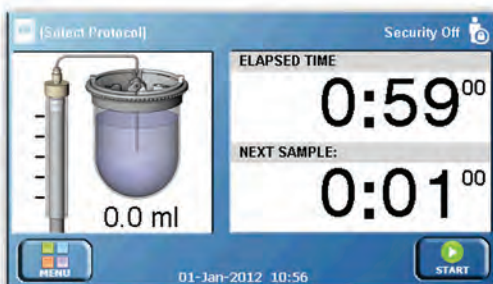 [Select Protocol]
Security Off
ELAPSED TIME
0:59 00
NEXT SAMPLE:
0:01 00
0.0 ml
MENU
01-Jan-2012 10:56
START